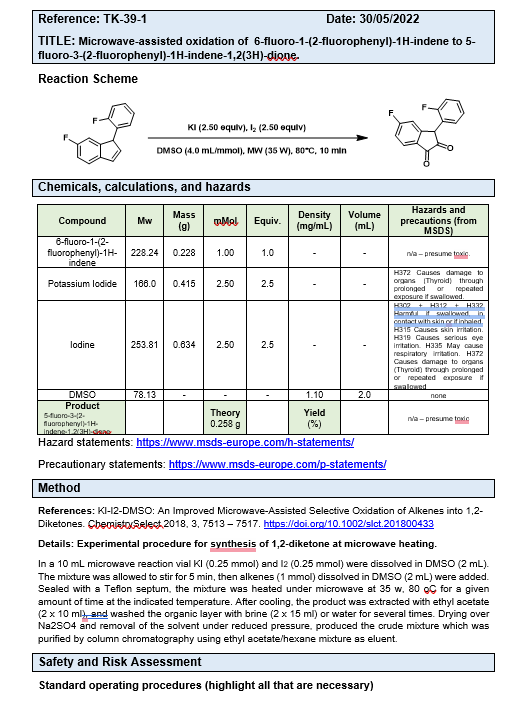 Reference: TK-39-1 Date: 30/05/2022
TITLE: Microwave-assisted oxidation of 6-fluoro-1-(2-fluorophenyl)-1H-indene to 5-
fluoro-3-(2-fluorophenyl)-1H-indene-1,2(3H)-dione.
Reaction Scheme
F
F
KI (2.50 equiv), I2 (2.50 equiv)
DMSO (4.0 mL/mmol), MW (35 W), 80°C, 10 min
F
F
O
O
Chemicals, calculations, and hazards
Compound Mw Mass (g) mMol Equiv. Density (mg/mL) Volume (mL) Hazards and precautions (from MSDS)
6-fluoro-1-(2-
fluorophenyl)-1H-
indene
228.24 0.228 1.00 1.0 - - n/a – presume toxic.
Potassium Iodide 166.0 0.415 2.50 2.5 - -
H372 Causes damage to
organs (Thyroid) through
prolonged or repeated
exposure if swallowed.
Iodine 253.81 0.634 2.50 2.5 - -
H302 + H312 + H332
Harmful if swallowed, in
contact with skin or if inhaled.
H315 Causes skin irritation.
H319 Causes serious eye
irritation. H335 May cause
respiratory irritation. H372
Causes damage to organs
(Thyroid) through prolonged
or repeated exposure if
swallowed
DMSO 78.13 - - - 1.10 2.0 none
Product
5-fluoro-3-(2-
fluorophenyl)-1H-
indene-1,2(3H)-dione
Theory
0.258 g
Yield
(%)
n/a – presume toxic
Hazard statements: https://www.msds-europe.com/h-statements/
Precautionary statements: https://www.msds-europe.com/p-statements/
Method
References: KI-I2-DMSO: An Improved Microwave-Assisted Selective Oxidation of Alkenes into 1,2-
Diketones. ChemistrySelect 2018, 3, 7513 – 7517. https://doi.org/10.1002/slct.201800433
Details: Experimental procedure for synthesis of 1,2-diketone at microwave heating.
In a 10 mL microwave reaction vial KI (0.25 mmol) and I2 (0.25 mmol) were dissolved in DMSO (2 mL).
The mixture was allowed to stir for 5 min, then alkenes (1 mmol) dissolved in DMSO (2 mL) were added.
Sealed with a Teflon septum, the mixture was heated under microwave at 35 w, 80 oC for a given
amount of time at the indicated temperature. After cooling, the product was extracted with ethyl acetate
(2 x 10 ml), and washed the organic layer with brine (2 x 15 ml) or water for several times. Drying over
Na2SO4 and removal of the solvent under reduced pressure, produced the crude mixture which was
purified by column chromatography using ethyl acetate/hexane mixture as eluent.
Safety and Risk Assessment
Standard operating procedures (highlight all that are necessary)